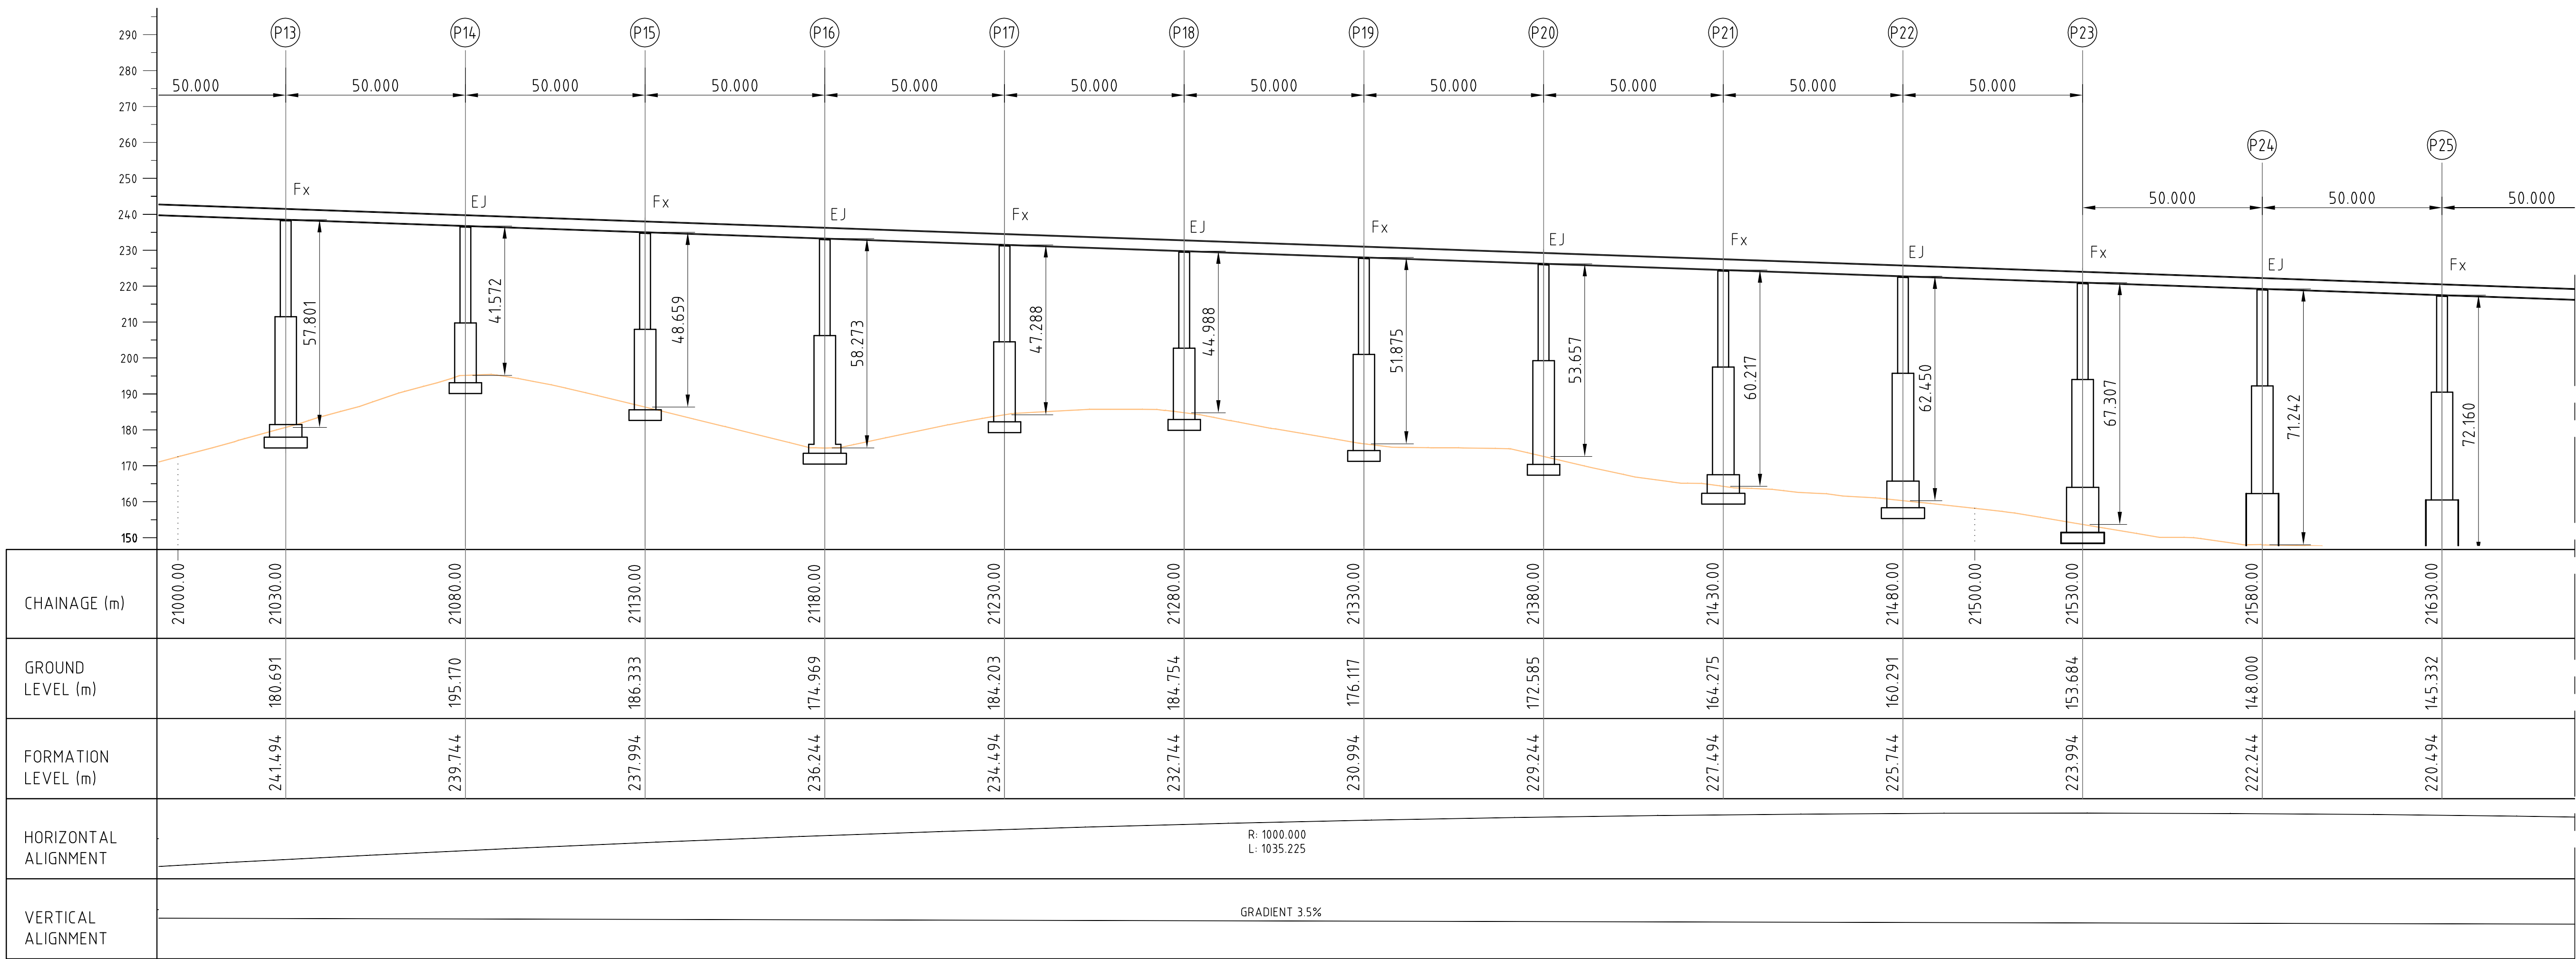 P13 P14 P15 P16 P17 P18 P19 P20 P21 P22 P23
50.000 50.000 50.000 50.000 50.000 50.000 50.000 50.000 50.000 50.000 50.000
P24 P25
50.000 50.000 50.000
290
280
270
260
250
240
230
220
210
200
190
180
170
160
150
Fx EJ Fx EJ Fx EJ Fx EJ Fx EJ Fx EJ Fx
57.801 41.572 48.659 58.273 47.288 44.988 51.875 53.657 60.217 62.450 67.307 71.242 72.160
CHAINAGE (m)
21000.00 21030.00 21080.00 21130.00 21180.00 21230.00 21280.00 21330.00 21380.00 21430.00 21480.00 21500.00 21530.00 21580.00 21630.00
GROUND
LEVEL (m)
180.691 195.170 186.333 174.969 184.203 184.754 176.117 172.585 164.275 160.291 153.684 148.000 145.332
FORMATION
LEVEL (m)
241.494 239.744 237.994 236.244 234.494 232.744 230.994 229.244 227.494 225.744 223.994 222.244 220.494
HORIZONTAL
ALIGNMENT
R: 1000.000
L: 1035.225
VERTICAL
ALIGNMENT
GRADIENT 3.5%